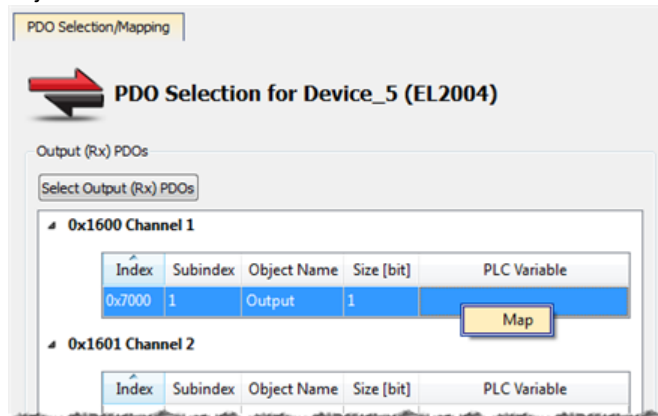 PDO Selection/Mapping
PDO Selection for Device_5 (EL2004)
Output (Rx) PDOs
Select Output (Rx) PDOs
0x1600 Channel 1
Index Subindex Object Name Size [bit] PLC Variable
0x7000 1 Output 1
Map
0x1601 Channel 2
Index Subindex Object Name Size [bit] PLC Variable